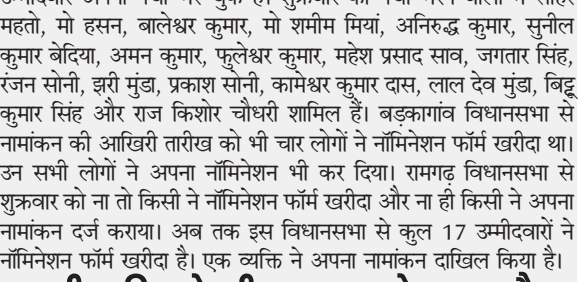 महतो, मो हसन, बालेश्वर कुमार, मो शमीम मियां, अनिरुद्ध कुमार, सुनील
कुमार बेदिया, अमन कुमार, फुलेश्वर कुमार, महेश प्रसाद साव, जगतार सिंह,
रंजन सोनी, झरी मुंडा, प्रकाश सोनी, कामेश्वर कुमार दास, लाल देव मुंडा, बिट्टू
कुमार सिंह और राज किशोर चौधरी शामिल हैं। बड़कागांव विधानसभा से
नामांकन की आखिरी तारीख को भी चार लोगों ने नॉमिनेशन फॉर्म खरीदा था।
उन सभी लोगों ने अपना नॉमिनेशन भी कर दिया। रामगढ़ विधानसभा से
शुक्रवार को ना तो किसी ने नॉमिनेशन फॉर्म खरीदा और ना ही किसी ने अपना
नामांकन दर्ज कराया। अब तक इस विधानसभा से कुल 17 उम्मीदवारों ने
नॉमिनेशन फॉर्म खरीदा है। एक व्यक्ति ने अपना नामांकन दाखिल किया है।